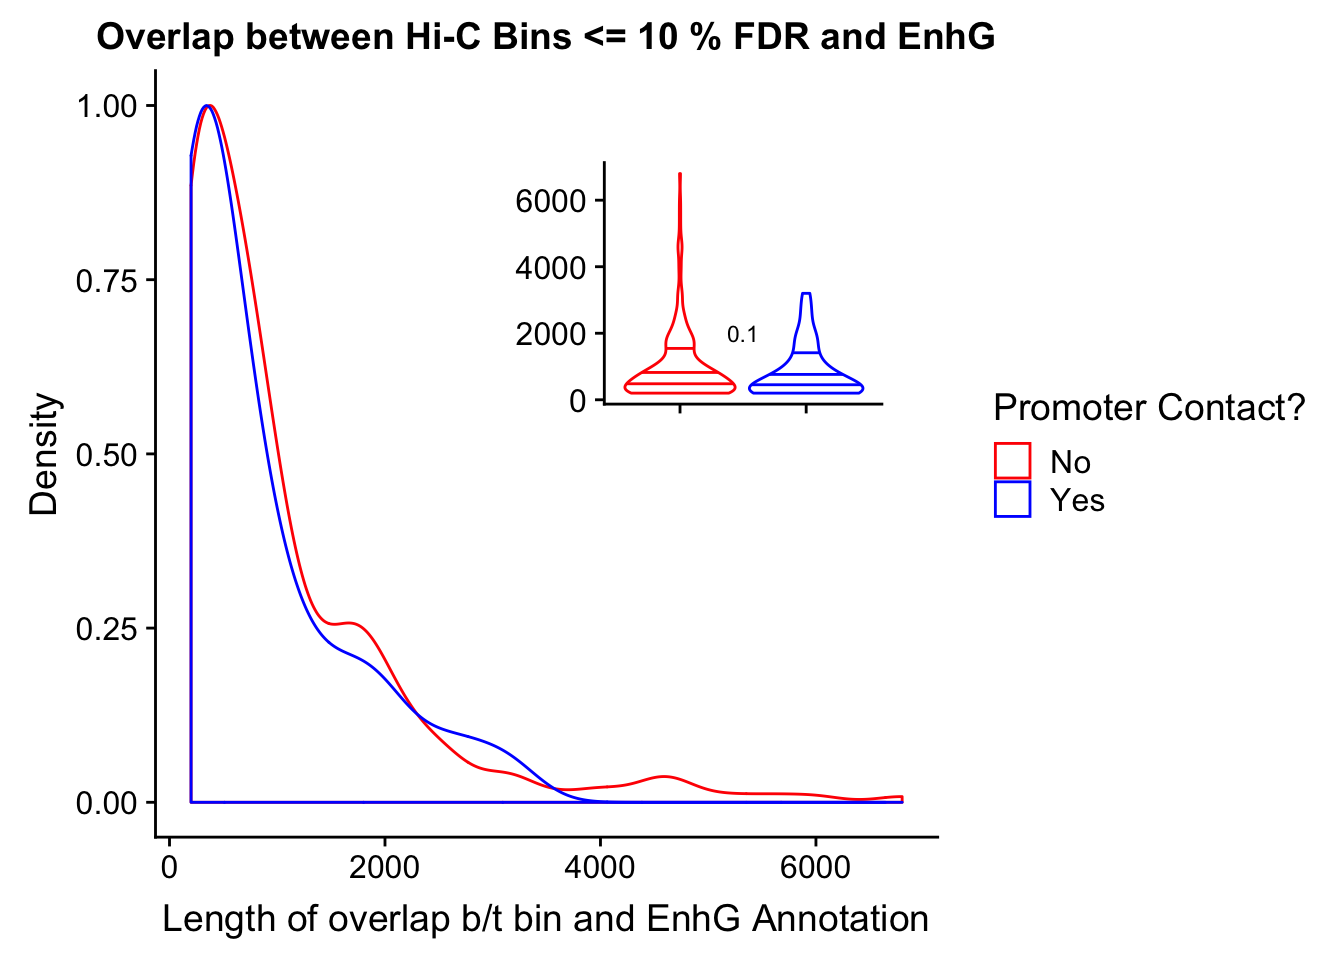 Overlap between Hi-C Bins <= 10 % FDR and EnhG
1.00
0.75
0.50
0.25
0.00
Density
0
2000
4000
6000
Length of overlap b/t bin and EnhG Annotation
6000
4000
2000
0
0.1
Promoter Contact?
No
Yes